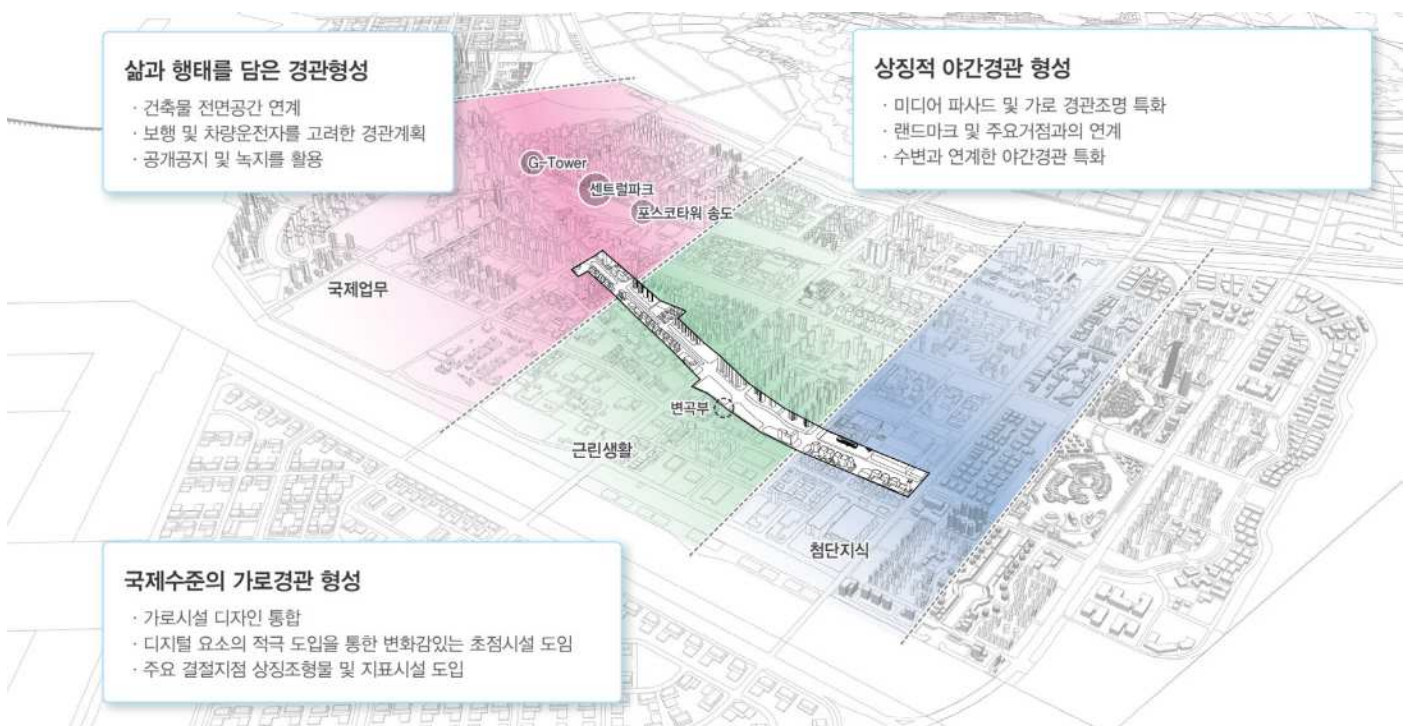 삶과 행태를 담은 경관형성
· 건축물 전면공간 연계
· 보행 및 차량운전자를 고려한 경관계획
· 공개공지 및 녹지를 활용
상징적 야간경관 형성
· 미디어 파사드 및 가로 경관조명 특화
· 랜드마크 및 주요거점과의 연계
· 수변과 연계한 야간경관 특화
G-Tower
센트럴파크
포스코타워 송도
국제업무
변곡부
근린생활
첨단지식
국제수준의 가로경관 형성
· 가로시설 디자인 통합
· 디지털 요소의 적극 도입을 통한 변화감있는 초점시설 도임
· 주요 결절지점 상징조형물 및 지표시설 도입